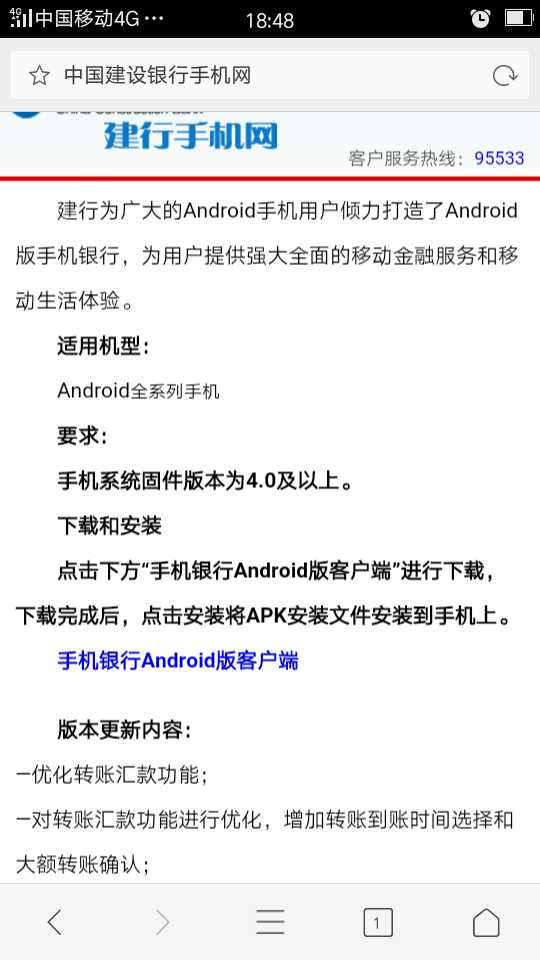 4G 中国移动4G ··· 18:48
中国建设银行手机网
建行手机网
客户服务热线：95533
建行为广大的Android手机用户倾力打造了Android
版手机银行，为用户提供强大全面的移动金融服务和移
动生活体验。
适用机型：
Android全系列手机
要求：
手机系统固件版本为4.0及以上。
下载和安装
点击下方“手机银行Android版客户端”进行下载，
下载完成后，点击安装将APK安装文件安装到手机上。
手机银行Android版客户端
版本更新内容：
—优化转账汇款功能；
—对转账汇款功能进行优化，增加转账到账时间选择和
大额转账确认；
1